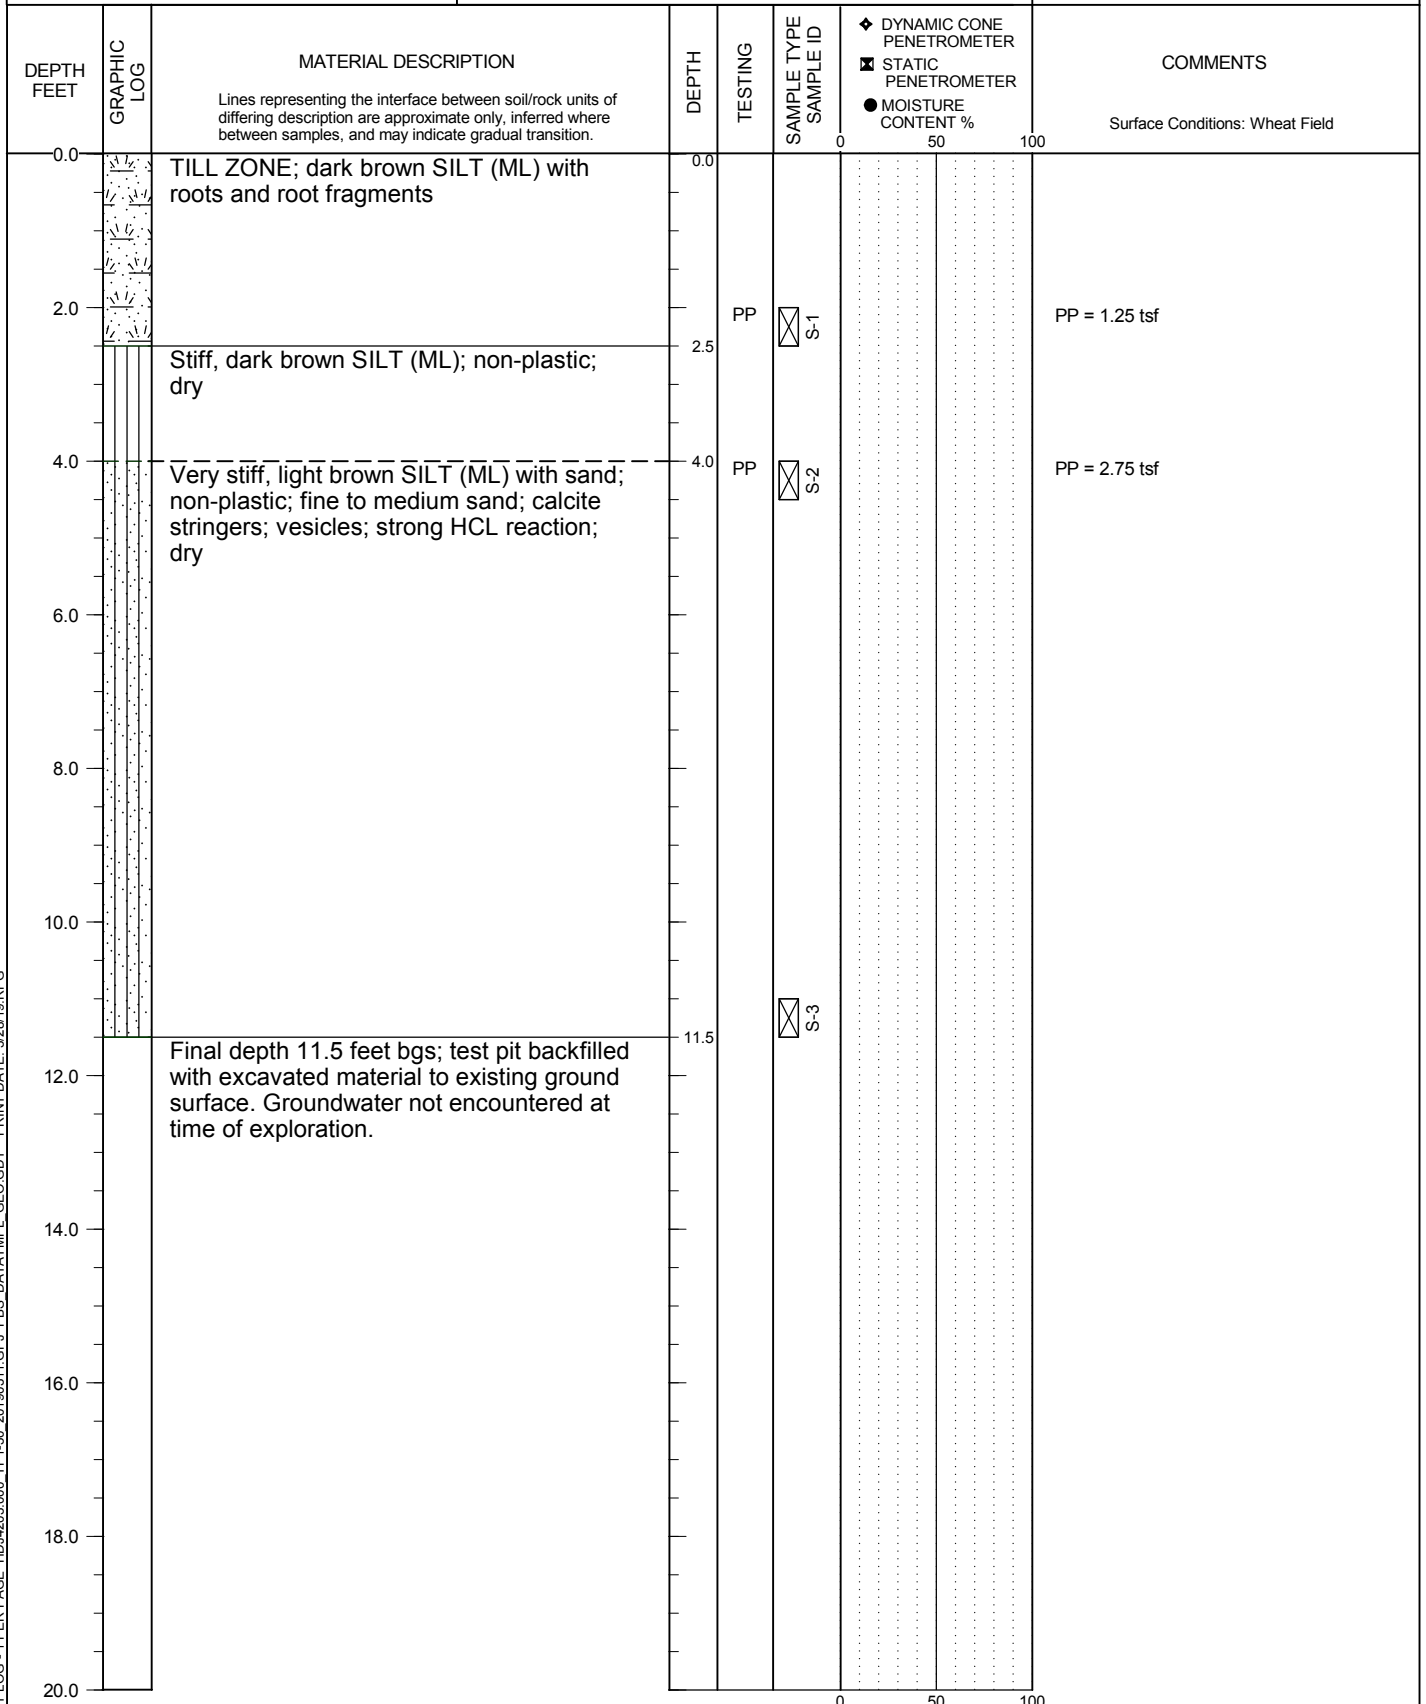 DEPTH
FEET
GRAPHIC
LOG
MATERIAL DESCRIPTION
Lines representing the interface between soil/rock units of
differing description are approximate only, inferred where
between samples, and may indicate gradual transition.
DEPTH
TESTING
SAMPLE TYPE
SAMPLE ID
DYNAMIC CONE
PENETROMETER
STATIC
PENETROMETER
MOISTURE
CONTENT %
0 50 100
COMMENTS
Surface Conditions: Wheat Field
0.0
TILL ZONE; dark brown SILT (ML) with
roots and root fragments
0.0
2.0
PP
S-1
PP = 1.25 tsf
2.5
Stiff, dark brown SILT (ML); non-plastic;
dry
4.0
4.0
PP
S-2
PP = 2.75 tsf
Very stiff, light brown SILT (ML) with sand;
non-plastic; fine to medium sand; calcite
stringers; vesicles; strong HCL reaction;
dry
6.0
8.0
10.0
S-3
11.5
Final depth 11.5 feet bgs; test pit backfilled
with excavated material to existing ground
surface. Groundwater not encountered at
time of exploration.
12.0
14.0
16.0
18.0
20.0
0 50 100